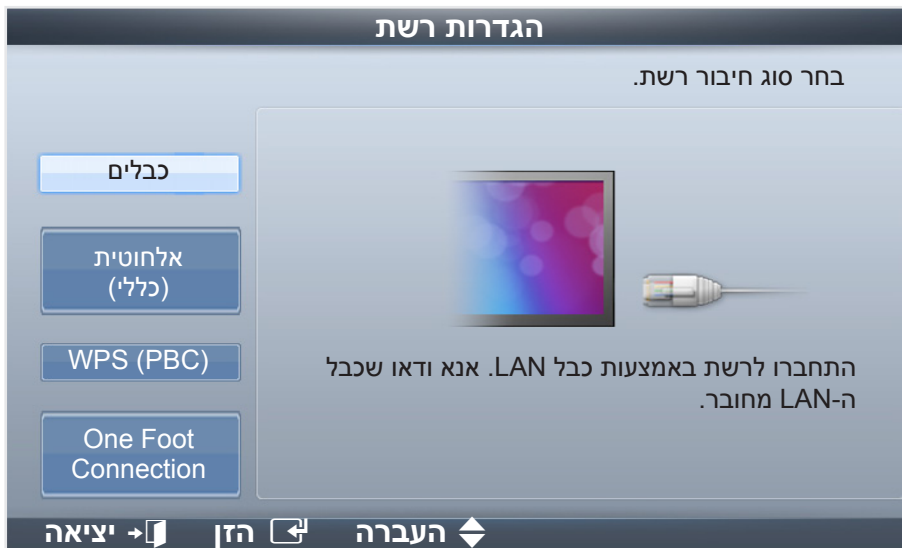 הגדרות רשת
בחר סוג חיבור רשת.
כבלים
אלחוטית
(כללי)
WPS (PBC)
One Foot
Connection
התחברו לרשת באמצעות כבל LAN. אנא ודאו שכבל
ה-LAN מחובר.
העברה הזן יציאה